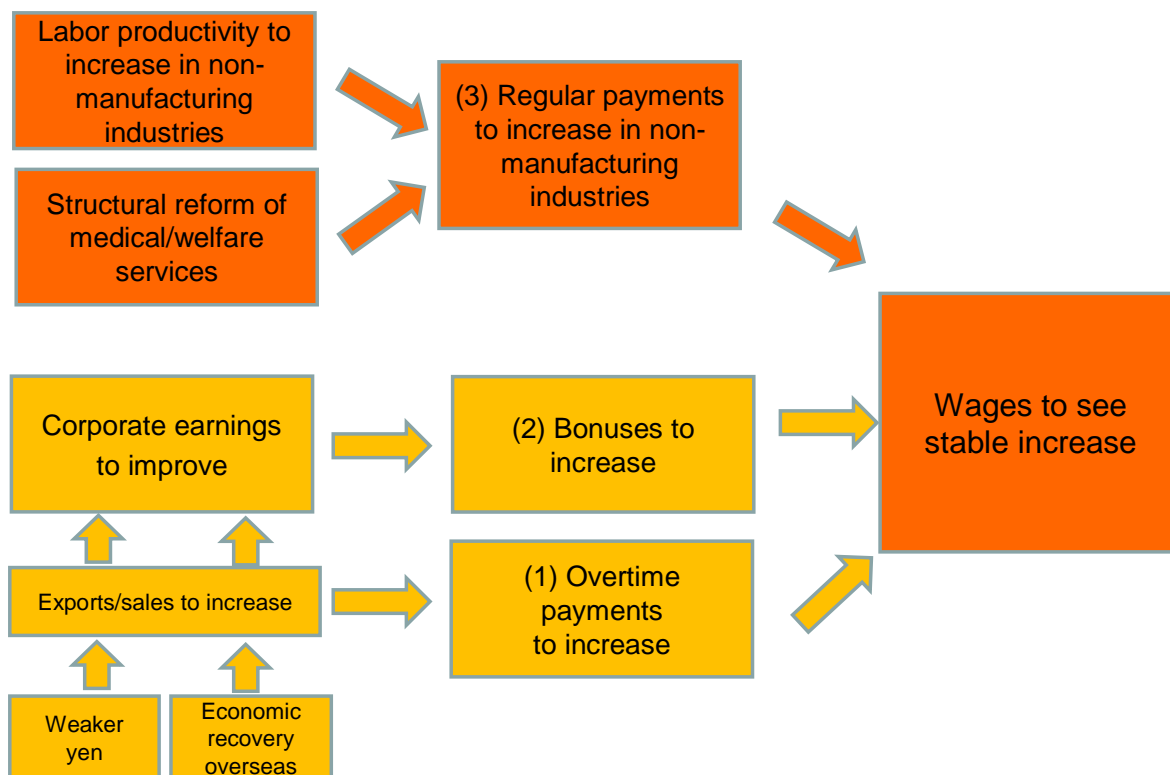 Labor productivity to
increase in non-
manufacturing
industries
(3) Regular payments
to increase in non-
manufacturing
industries
Structural reform of
medical/welfare
services
Wages to see
stable increase
Corporate earnings
to improve
(2) Bonuses to
increase
(1) Overtime
payments
to increase
Exports/sales to increase
Weaker
yen
Economic
recovery
overseas